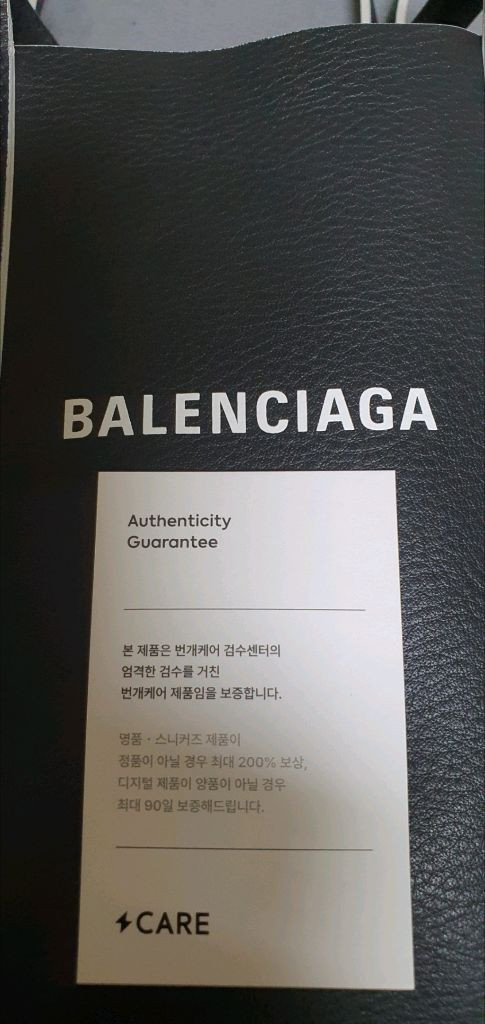 BALENCIAGA
Authenticity
Guarantee
본 제품은 번개케어 검수센터의
엄격한 검수를 거친
번개케어 제품임을 보증합니다.
명품 · 스니커즈 제품이
정품이 아닐 경우 최대 200% 보상,
디지털 제품이 양품이 아닐 경우
최대 90일 보증해드립니다.
CARE